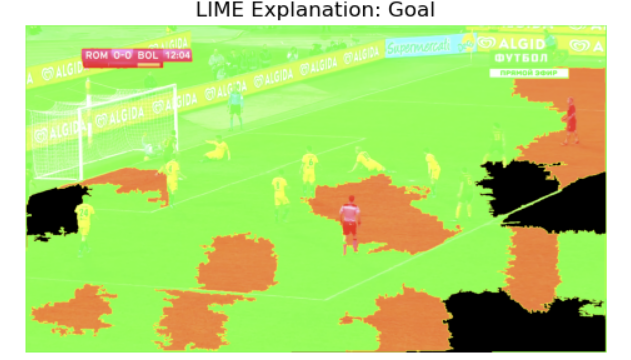 LIME Explanation: Goal
ROM 0-0 BOL 12:04
Supermercati
ALGID
ФУТБОЛ
ПРЯМОЙ ЭФИР
ALGIDA
ALGIDA
ALGIDA
ALGIDA
ALGIDA
ALGIDA